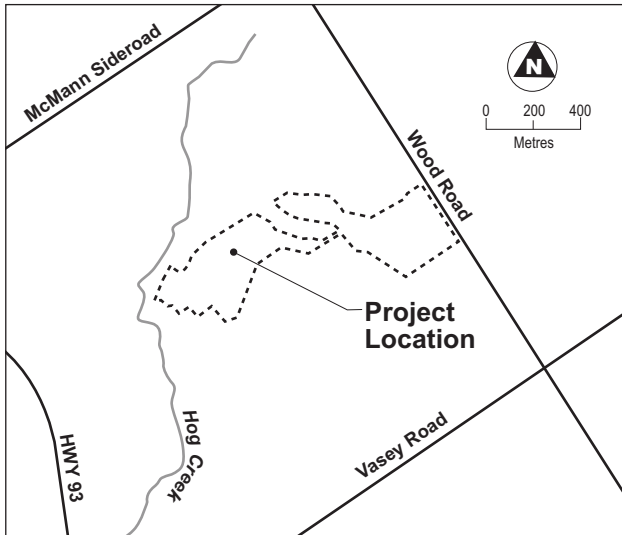 McMann Sideroad
N
0 200 400
Metres
Wood Road
Project
Location
Hog Creek
Vasey Road
HWY 93